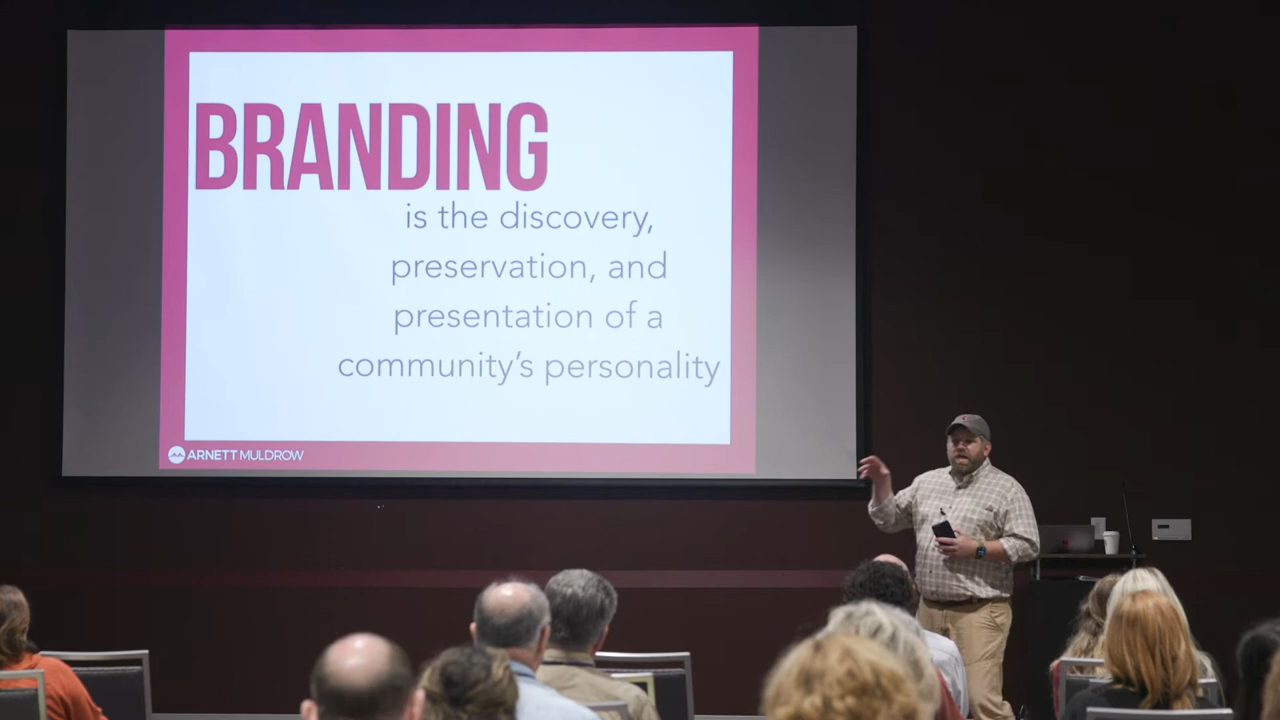 BRANDING
is the discovery,
preservation, and
presentation of a
community's personality
ARNETT MULDROW